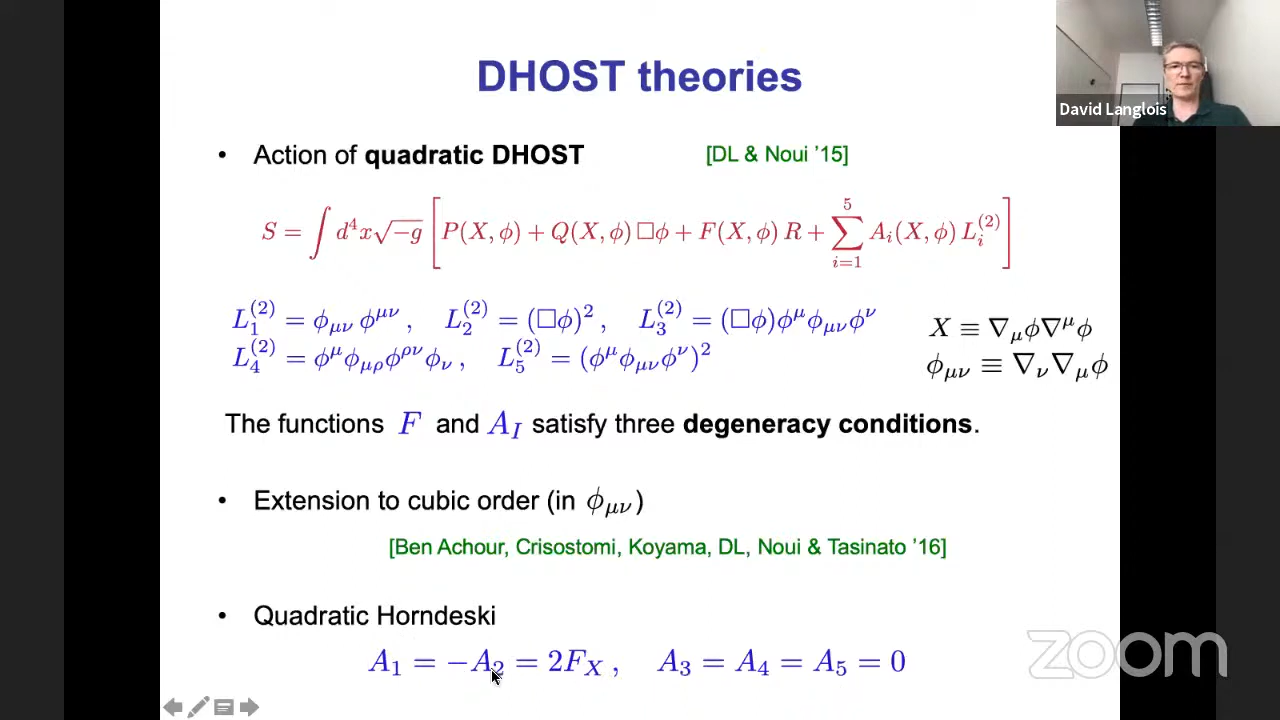 DHOST theories
David Langlois
• Action of quadratic DHOST [DL & Noui ’15]
S = ∫ d⁴x√−g [ P(X, ϕ) + Q(X, ϕ) □ϕ + F(X, ϕ) R + ∑_{i=1}^{5} A_i(X, ϕ) L_i^{(2)} ]
L_1^{(2)} = ϕ_{μν} ϕ^{μν} , L_2^{(2)} = (□ϕ)² , L_3^{(2)} = (□ϕ)ϕ^μ ϕ_{μν} ϕ^ν
X ≡ ∇_μϕ∇^μϕ
L_4^{(2)} = ϕ^μ ϕ_{μρ} ϕ^{ρν} ϕ_ν , L_5^{(2)} = (ϕ^μ ϕ_{μν} ϕ^ν)²
ϕ_{μν} ≡ ∇_ν∇_μϕ
The functions F and A_I satisfy three degeneracy conditions.
• Extension to cubic order (in ϕ_{μν})
[Ben Achour, Crisostomi, Koyama, DL, Noui & Tasinato ’16]
• Quadratic Horndeski
A_1 = −A_2 = 2F_X , A_3 = A_4 = A_5 = 0
zoom